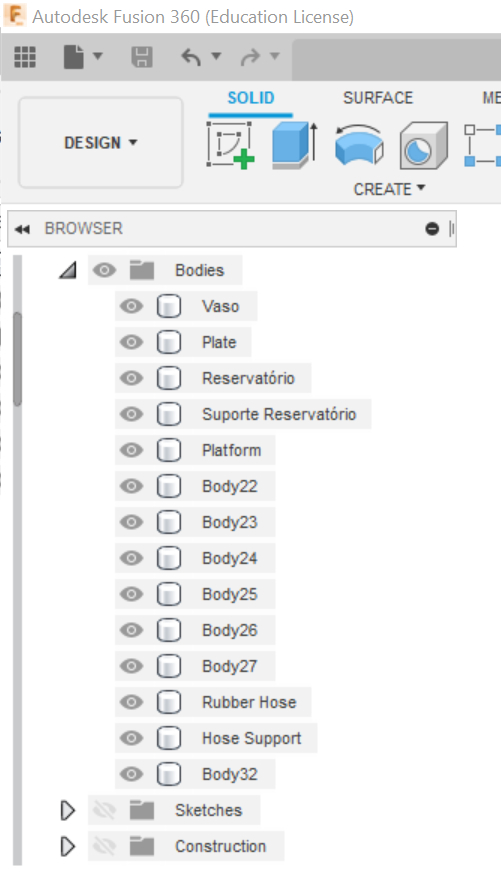 Autodesk Fusion 360 (Education License)
SOLID SURFACE ME
DESIGN
CREATE
BROWSER
Bodies
Vaso
Plate
Reservatório
Suporte Reservatório
Platform
Body22
Body23
Body24
Body25
Body26
Body27
Rubber Hose
Hose Support
Body32
Sketches
Construction